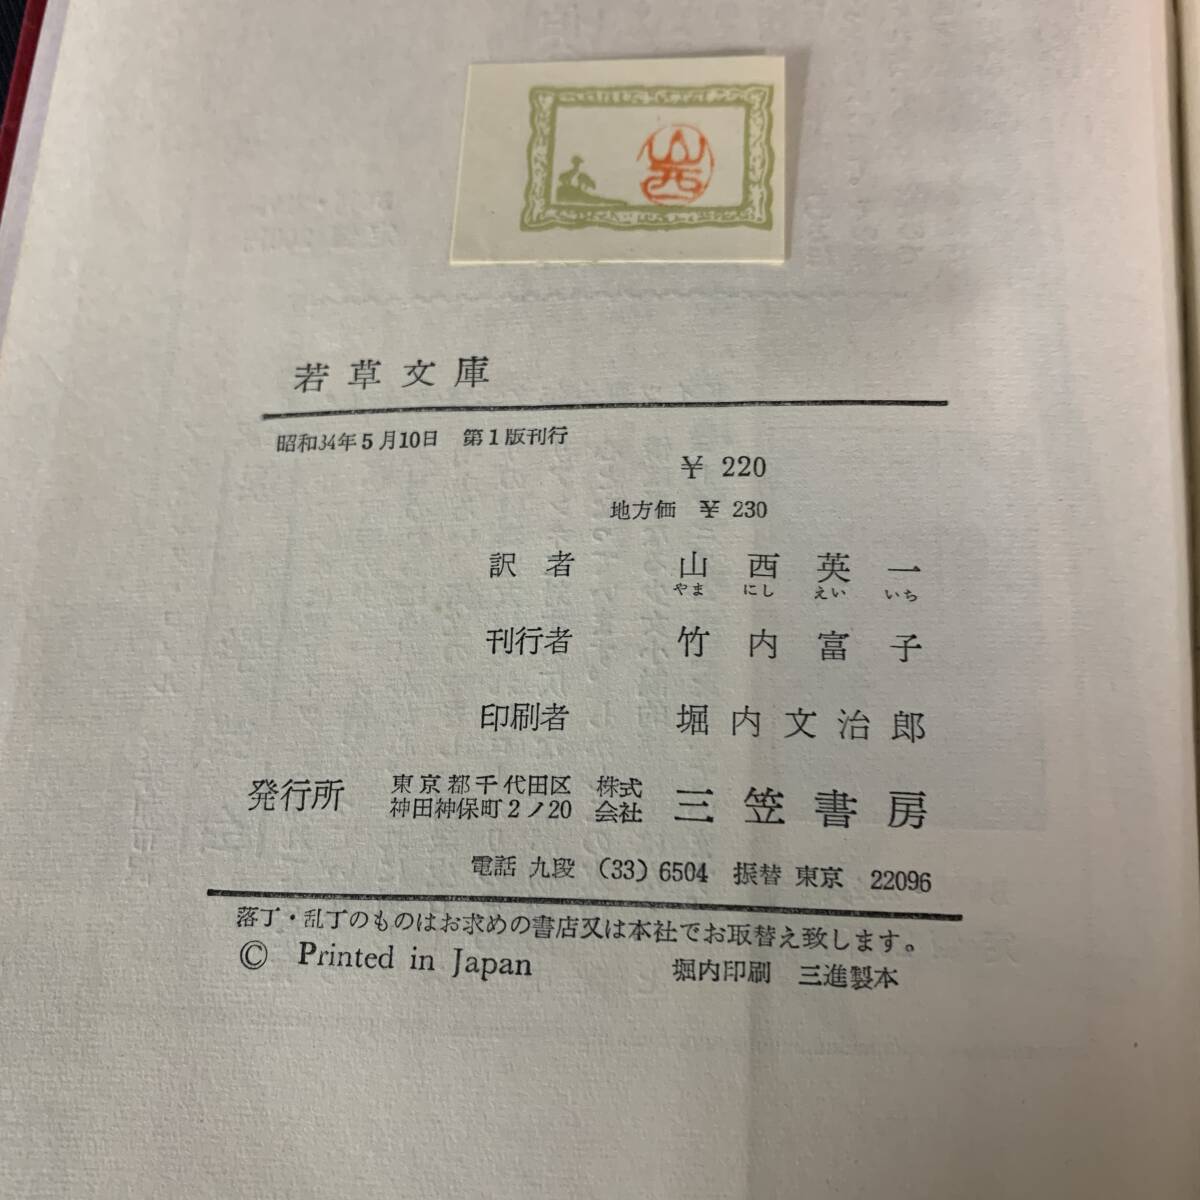 山西
若草文庫
昭和34年5月10日 第1版刊行
¥ 220
地方価 ¥ 230
訳者 山西英一
やま にし えい いち
刊行者 竹内富子
印刷者 堀内文治郎
発行所 東京都千代田区神田神保町2ノ20 株式会社 三笠書房
電話 九段 (33) 6504 振替 東京 22096
落丁・乱丁のものはお求めの書店又は本社でお取替え致します。
© Printed in Japan 堀内印刷 三進製本